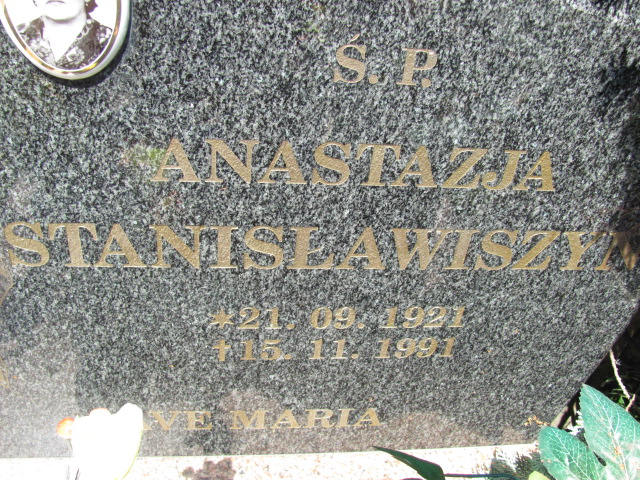 Ś. P.
ANASTAZJA
STANISŁAWISZYN
*21. 09. 1921
†15. 11. 1991
AVE MARIA